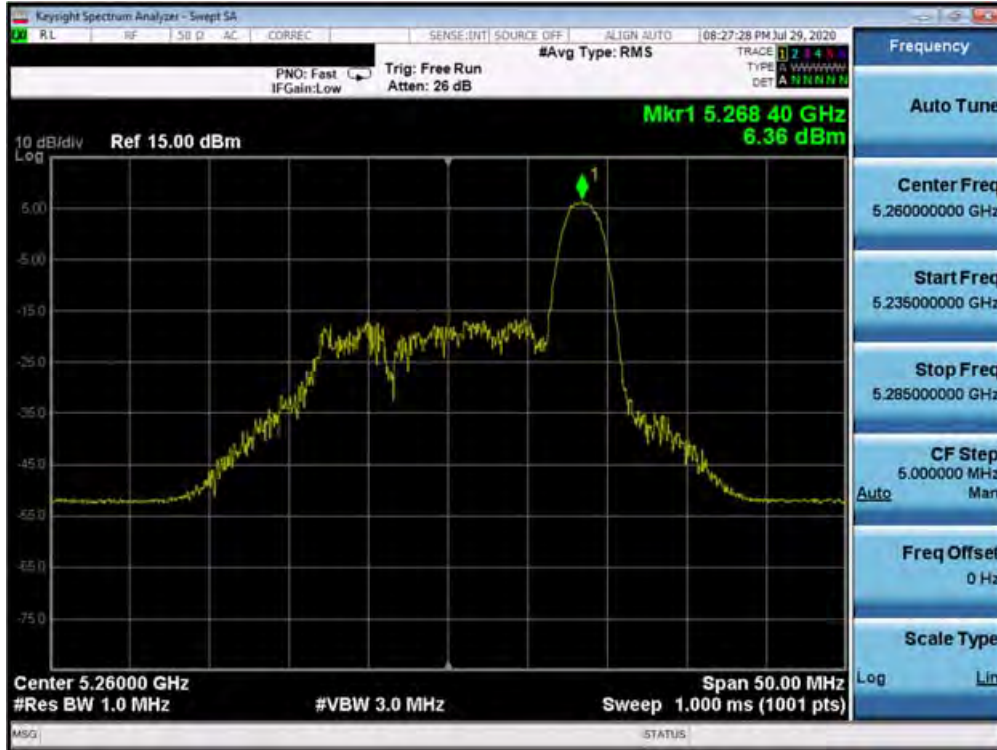 Keysight Spectrum Analyzer - Swept SA
RL RF 50 Ω AC CORREC SENSE:INT SOURCE OFF ALIGN AUTO 08:27:28 PM Jul 29, 2020
#Avg Type: RMS
TRACE 1 2 3 4 5 6
PNO: Fast Trig: Free Run
TYPE A WWWWW
IFGain:Low Atten: 26 dB
DET A N N N N N
Mkr1 5.268 40 GHz
6.36 dBm
10 dB/div Ref 15.00 dBm
Log
1
5.00
-5.00
-15.0
-25.0
-35.0
-45.0
-55.0
-65.0
-75.0
Center 5.26000 GHz Span 50.00 MHz
#Res BW 1.0 MHz #VBW 3.0 MHz Sweep 1.000 ms (1001 pts)
MSG STATUS
Frequency
Auto Tune
Center Freq
5.260000000 GHz
Start Freq
5.235000000 GHz
Stop Freq
5.285000000 GHz
CF Step
5.000000 MHz
Auto Man
Freq Offset
0 Hz
Scale Type
Log Lin